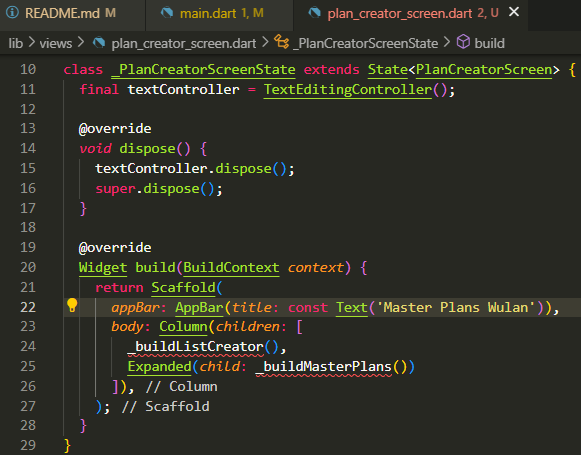 README.md M main.dart 1, M plan_creator_screen.dart 2, U
lib > views > plan_creator_screen.dart > _PlanCreatorScreenState > build
10 class _PlanCreatorScreenState extends State<PlanCreatorScreen> {
11   final textController = TextEditingController();
12
13   @override
14   void dispose() {
15     textController.dispose();
16     super.dispose();
17   }
18
19   @override
20   Widget build(BuildContext context) {
21     return Scaffold(
22       appBar: AppBar(title: const Text('Master Plans Wulan')),
23       body: Column(children: [
24         _buildListCreator(),
25         Expanded(child: _buildMasterPlans())
26       ]), // Column
27     ); // Scaffold
28   }
29 }